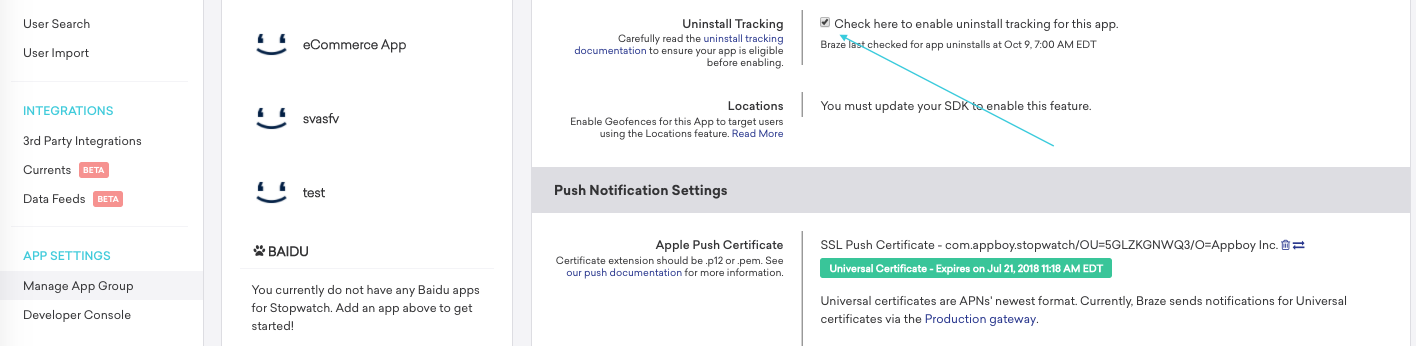 User Search
User Import
INTEGRATIONS
3rd Party Integrations
Currents BETA
Data Feeds BETA
APP SETTINGS
Manage App Group
Developer Console
eCommerce App
svasfv
test
BAIDU
You currently do not have any Baidu apps
for Stopwatch. Add an app above to get
started!
Uninstall Tracking
Carefully read the uninstall tracking
documentation to ensure your app is eligible
before enabling.
Check here to enable uninstall tracking for this app.
Braze last checked for app uninstalls at Oct 9, 7:00 AM EDT
Locations
Enable Geofences for this App to target users
using the Locations feature. Read More
You must update your SDK to enable this feature.
Push Notification Settings
Apple Push Certificate
Certificate extension should be .p12 or .pem. See
our push documentation for more information.
SSL Push Certificate - com.appboy.stopwatch/OU=5GLZKGNWQ3/O=Appboy Inc.
Universal Certificate - Expires on Jul 21, 2018 11:18 AM EDT
Universal certificates are APNs' newest format. Currently, Braze sends notifications for Universal
certificates via the Production gateway.